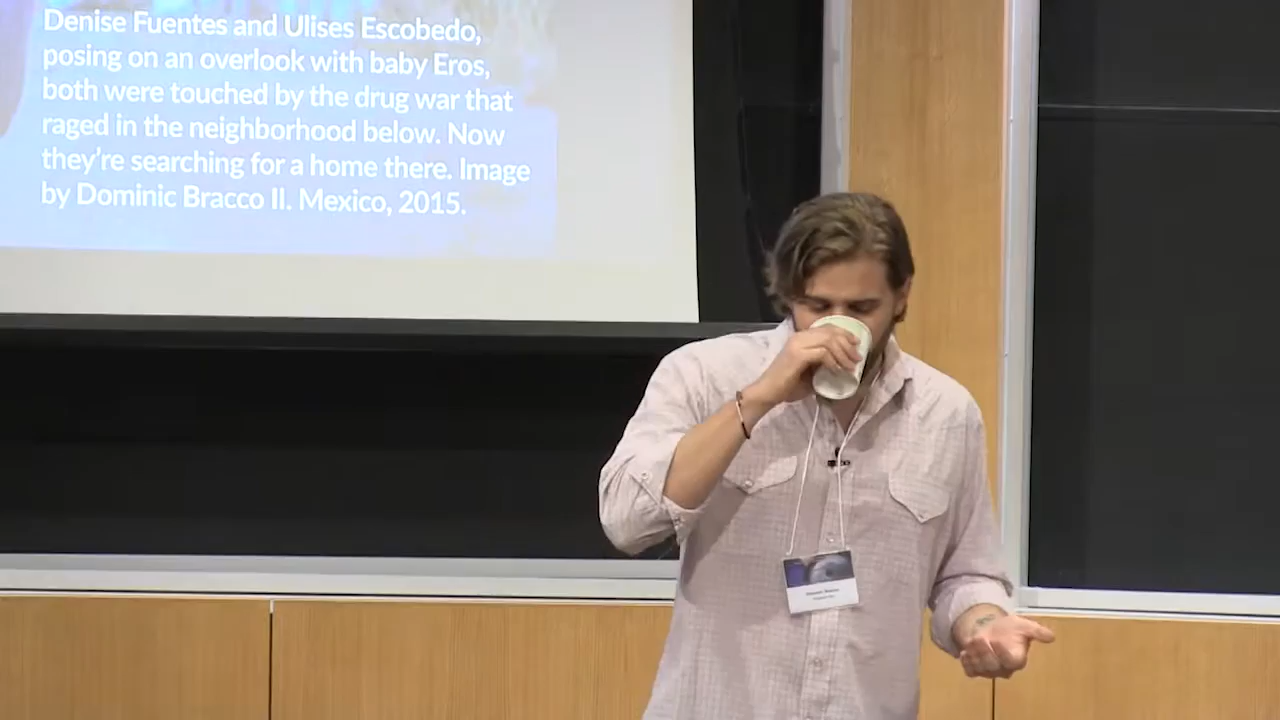 Denise Fuentes and Ulises Escobedo,
posing on an overlook with baby Eros,
both were touched by the drug war that
raged in the neighborhood below. Now
they're searching for a home there. Image
by Dominic Bracco II. Mexico, 2015.